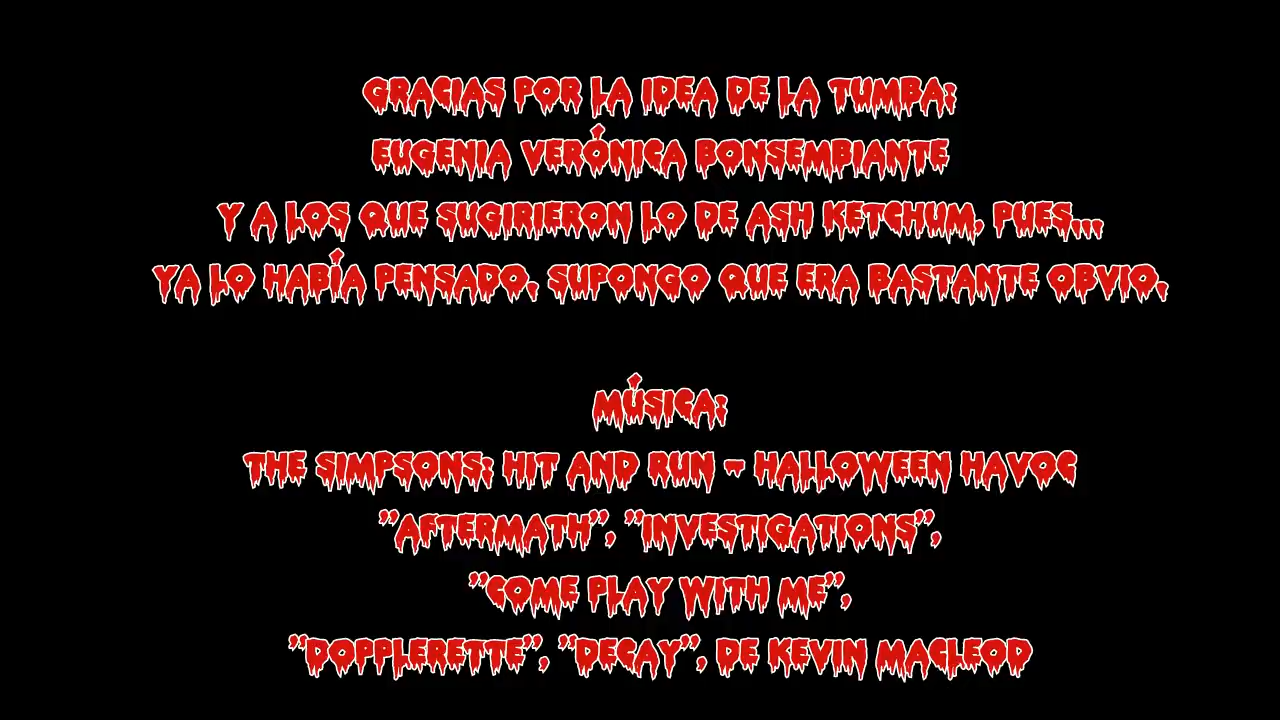 GRACIAS POR LA IDEA DE LA TUMBA:
EUGENIA VERÓNICA BONSEMBIANTE
Y A LOS QUE SUGIRIERON LO DE ASH KETCHUM, PUES...
YA LO HABÍA PENSADO. SUPONGO QUE ERA BASTANTE OBVIO.
MÚSICA:
THE SIMPSONS: HIT AND RUN - HALLOWEEN HAVOC
"AFTERMATH", "INVESTIGATIONS",
"COME PLAY WITH ME",
"DOPPLERETTE", "DECAY", DE KEVIN MACLEOD